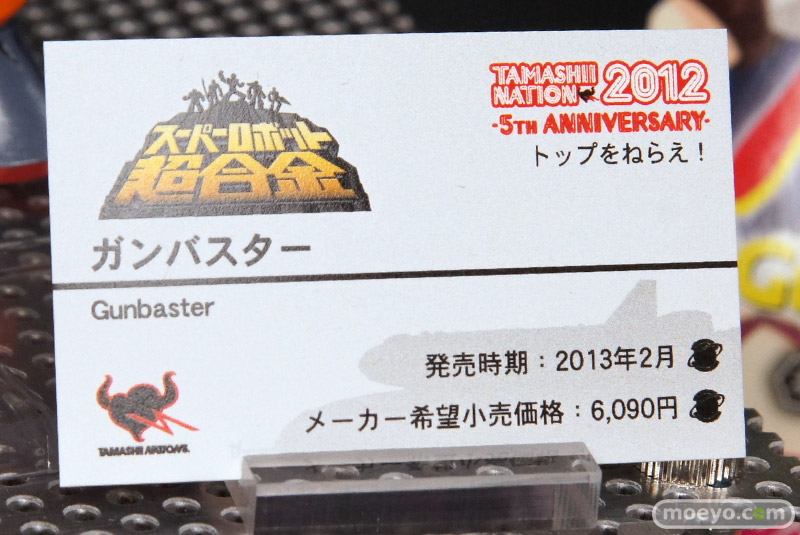 スーパーロボット
超合金
TAMASHII
NATION 2012
-5TH ANNIVERSARY-
トップをねらえ！
ガンバスター
Gunbaster
発売時期：2013年2月
メーカー希望小売価格：6,090円
TAMASHII NATIONS
moeyo.com